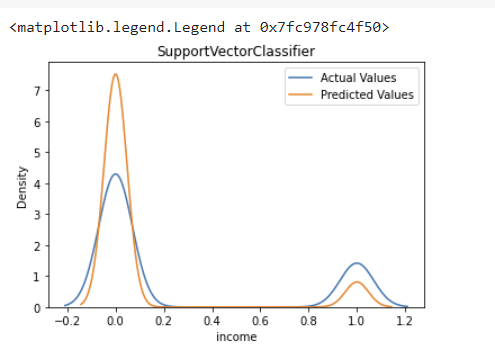 <matplotlib.legend.Legend at 0x7fc978fc4f50>
SupportVectorClassifier
Actual Values
Predicted Values
7
6
5
4
3
2
1
0
Density
−0.2 0.0 0.2 0.4 0.6 0.8 1.0 1.2
income